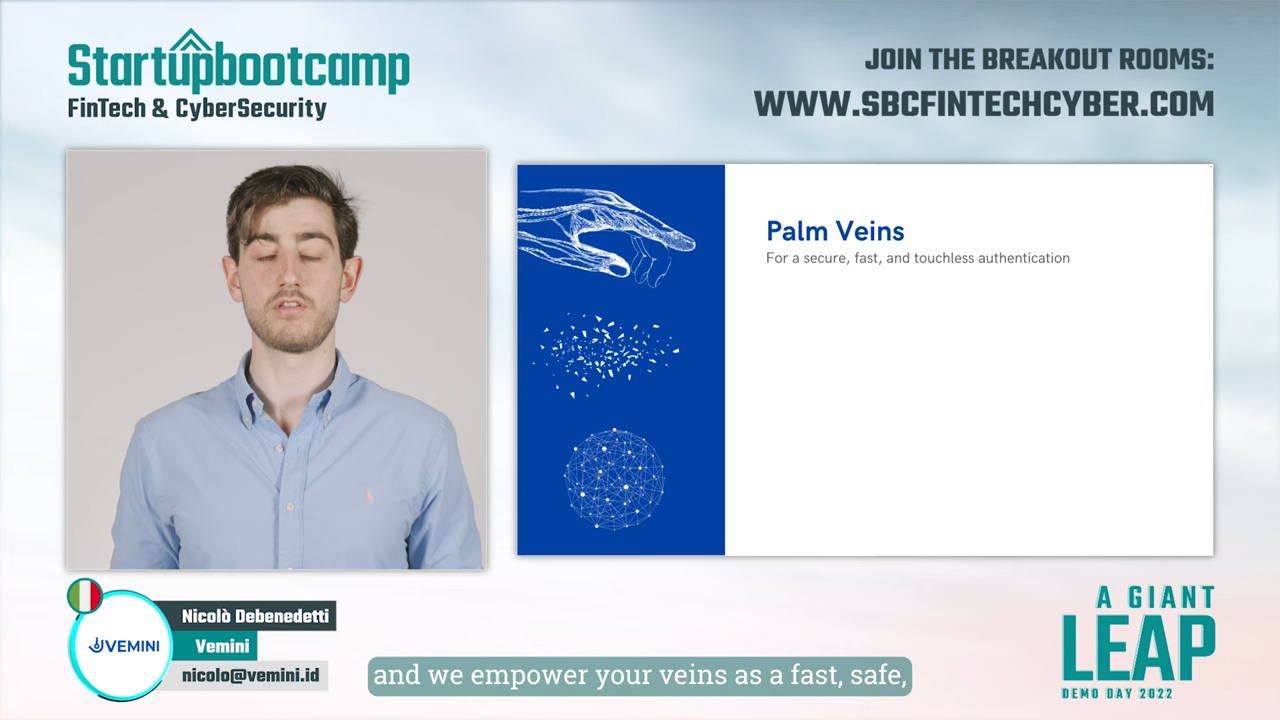 Startupbootcamp
FinTech & CyberSecurity
JOIN THE BREAKOUT ROOMS:
WWW.SBCFINTECHCYBER.COM
Palm Veins
For a secure, fast, and touchless authentication
Nicolò Debenedetti
VEMINI
Vemini
nicolo@vemini.id
and we empower your veins as a fast, safe,
A GIANT
LEAP
DEMO DAY 2022